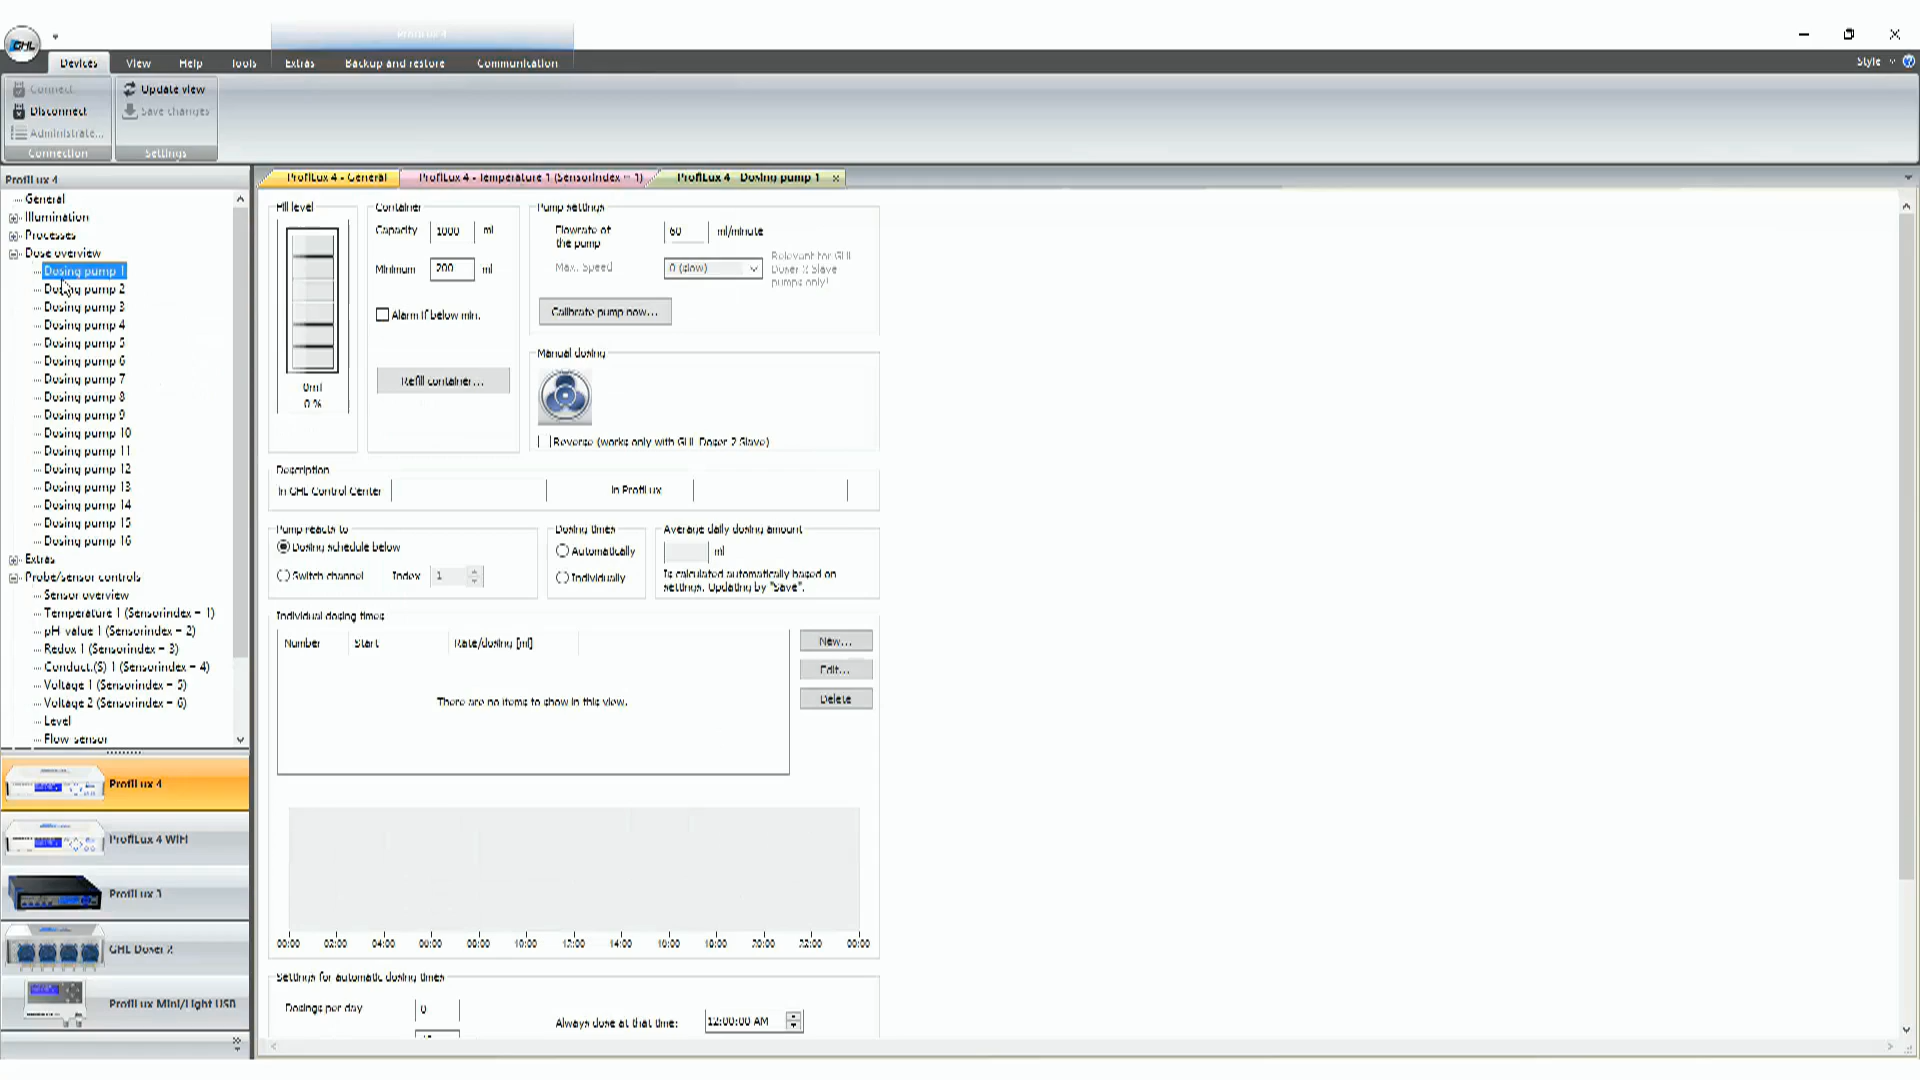 GHL
ProfiLux 4
Devices View Help Tools Extras Backup and restore Communication Style
Connect
Disconnect
Administrate...
Connection
Update view
Save changes
Settings
ProfiLux 4
General
Illumination
Processes
Dose overview
Dosing pump 1
Dosing pump 2
Dosing pump 3
Dosing pump 4
Dosing pump 5
Dosing pump 6
Dosing pump 7
Dosing pump 8
Dosing pump 9
Dosing pump 10
Dosing pump 11
Dosing pump 12
Dosing pump 13
Dosing pump 14
Dosing pump 15
Dosing pump 16
Extras
Probe/sensor controls
Sensor overview
Temperature 1 (Sensorindex = 1)
pH-value 1 (Sensorindex = 2)
Redox 1 (Sensorindex = 3)
Conduct.(S) 1 (Sensorindex = 4)
Voltage 1 (Sensorindex = 5)
Voltage 2 (Sensorindex = 6)
Level
Flow sensor
ProfiLux 4
ProfiLux 4 WiFi
ProfiLux 3
GHL Doser 2
ProfiLux Mini/Light USB
ProfiLux 4 - General ProfiLux 4 - Temperature 1 (SensorIndex = 1) ProfiLux 4 - Dosing pump 1
Fill level
0ml
0 %
Container
Capacity 1000 ml
Minimum 200 ml
Alarm if below min.
Refill container...
Pump settings
Flowrate of
the pump 60 ml/minute
Max. Speed 0 (slow)
Relevant for GHL
Doser 2 Slave
pumps only!
Calibrate pump now...
Manual dosing
Reverse (works only with GHL Doser 2 Slave)
Description
In GHL Control Center In ProfiLux
Pump reacts to
Dosing schedule below
Switch channel Index 1
Dosing times
Automatically
Individually
Average daily dosing amount
ml
Is calculated automatically based on
settings. Updating by "Save".
Individual dosing times
Number Start Rate/dosing [ml]
There are no items to show in this view.
New...
Edit...
Delete
00:00 02:00 04:00 06:00 08:00 10:00 12:00 14:00 16:00 18:00 20:00 22:00 00:00
Settings for automatic dosing times
Dosings per day 0
Always dose at that time: 12:00:00 AM